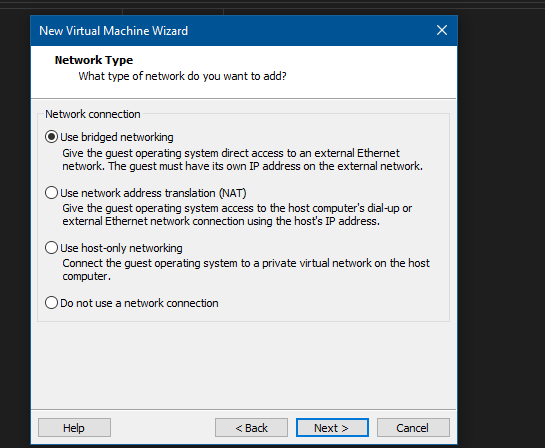 New Virtual Machine Wizard
Network Type
What type of network do you want to add?
Network connection
Use bridged networking
Give the guest operating system direct access to an external Ethernet
network. The guest must have its own IP address on the external network.
Use network address translation (NAT)
Give the guest operating system access to the host computer's dial-up or
external Ethernet network connection using the host's IP address.
Use host-only networking
Connect the guest operating system to a private virtual network on the host
computer.
Do not use a network connection
Help
< Back
Next >
Cancel